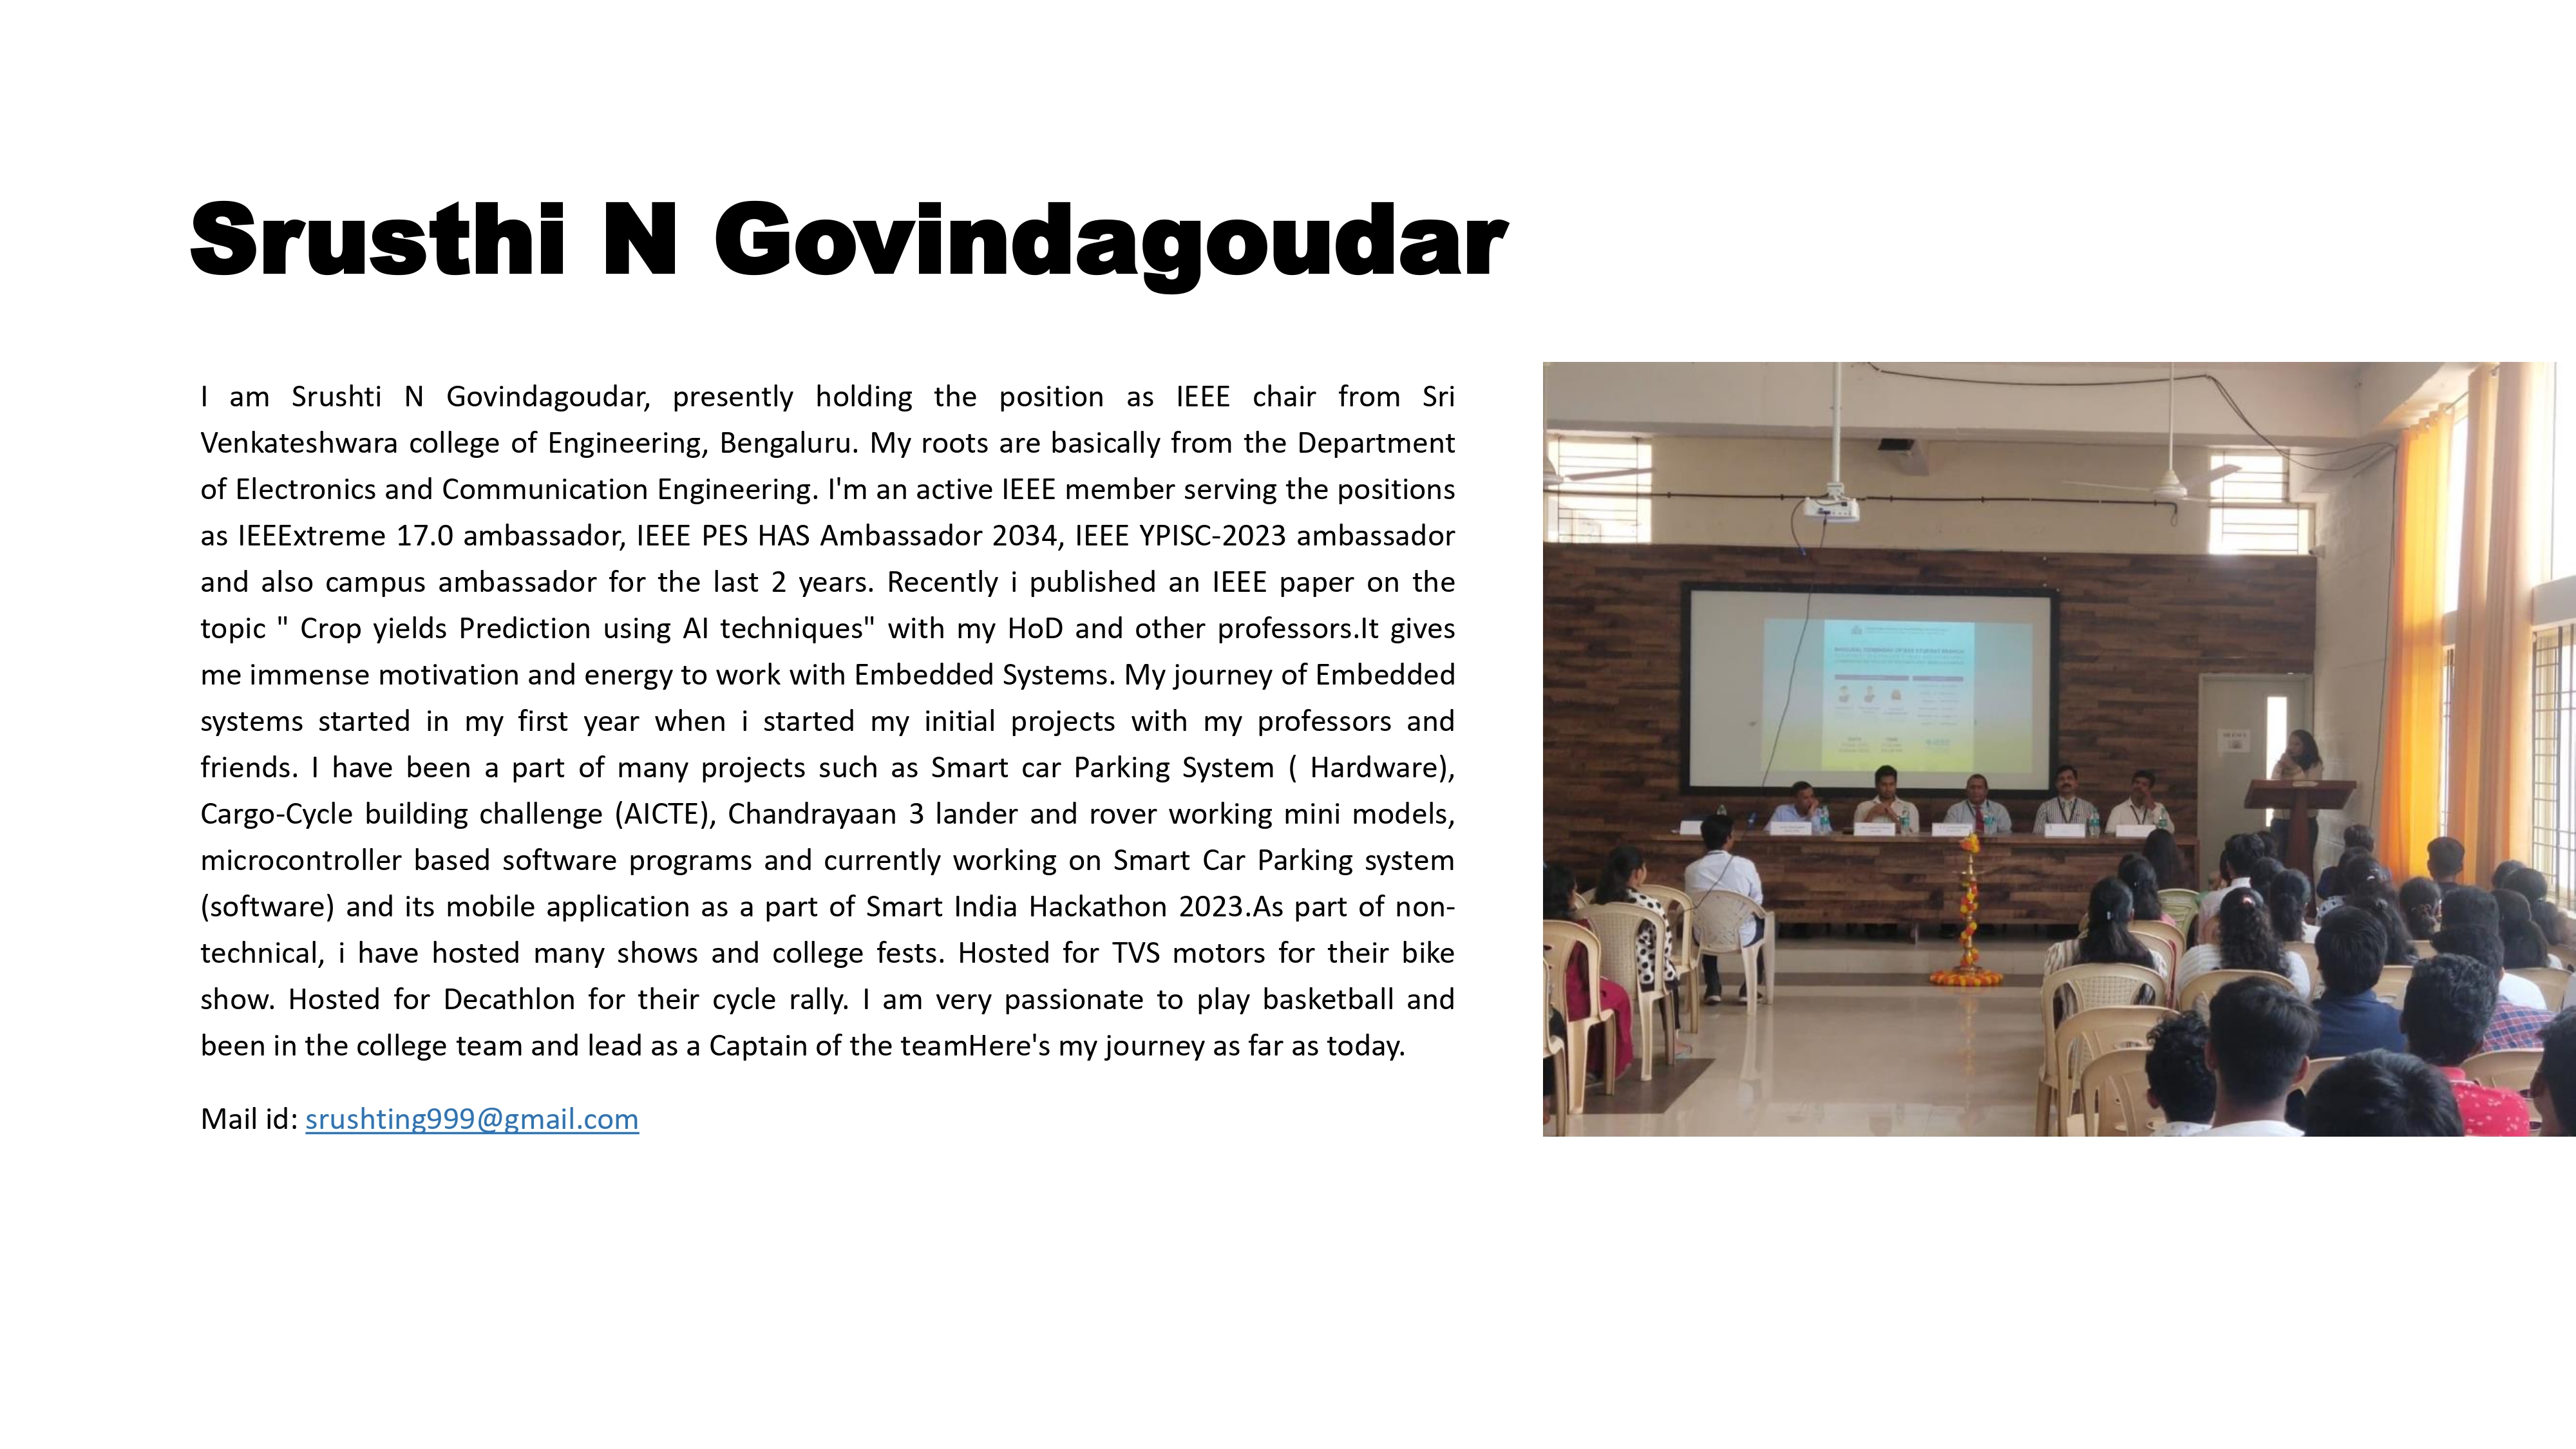 Srusthi N Govindagoudar
I am Srushti N Govindagoudar, presently holding the position as IEEE chair from Sri
Venkateshwara college of Engineering, Bengaluru. My roots are basically from the Department
of Electronics and Communication Engineering. I'm an active IEEE member serving the positions
as IEEExtreme 17.0 ambassador, IEEE PES HAS Ambassador 2034, IEEE YPISC-2023 ambassador
and also campus ambassador for the last 2 years. Recently i published an IEEE paper on the
topic " Crop yields Prediction using AI techniques" with my HoD and other professors.It gives
me immense motivation and energy to work with Embedded Systems. My journey of Embedded
systems started in my first year when i started my initial projects with my professors and
friends. I have been a part of many projects such as Smart car Parking System ( Hardware),
Cargo-Cycle building challenge (AICTE), Chandrayaan 3 lander and rover working mini models,
microcontroller based software programs and currently working on Smart Car Parking system
(software) and its mobile application as a part of Smart India Hackathon 2023.As part of non-
technical, i have hosted many shows and college fests. Hosted for TVS motors for their bike
show. Hosted for Decathlon for their cycle rally. I am very passionate to play basketball and
been in the college team and lead as a Captain of the teamHere's my journey as far as today.
Mail id: srushting999@gmail.com